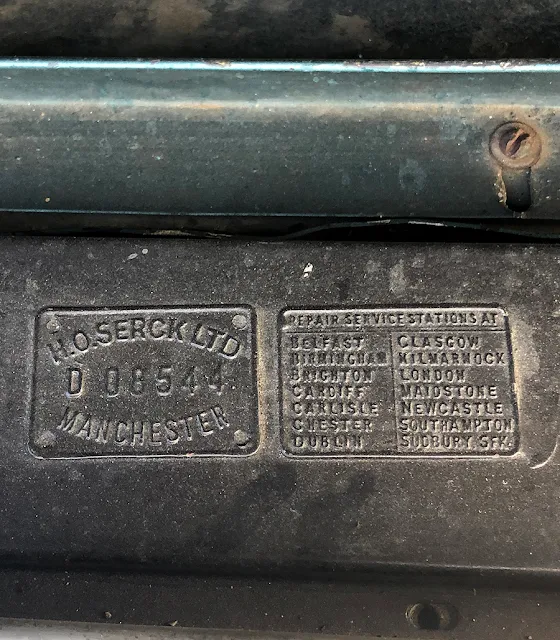 H.O.SERCK LTD
D 08544
MANCHESTER
REPAIR SERVICE STATIONS AT
BELFAST
BIRMINGHAM
BRIGHTON
CARDIFF
CARLISLE
CHESTER
DUBLIN
GLASGOW
KILMARNOCK
LONDON
MAIDSTONE
NEWCASTLE
SOUTHAMPTON
SUDBURY. SFK.